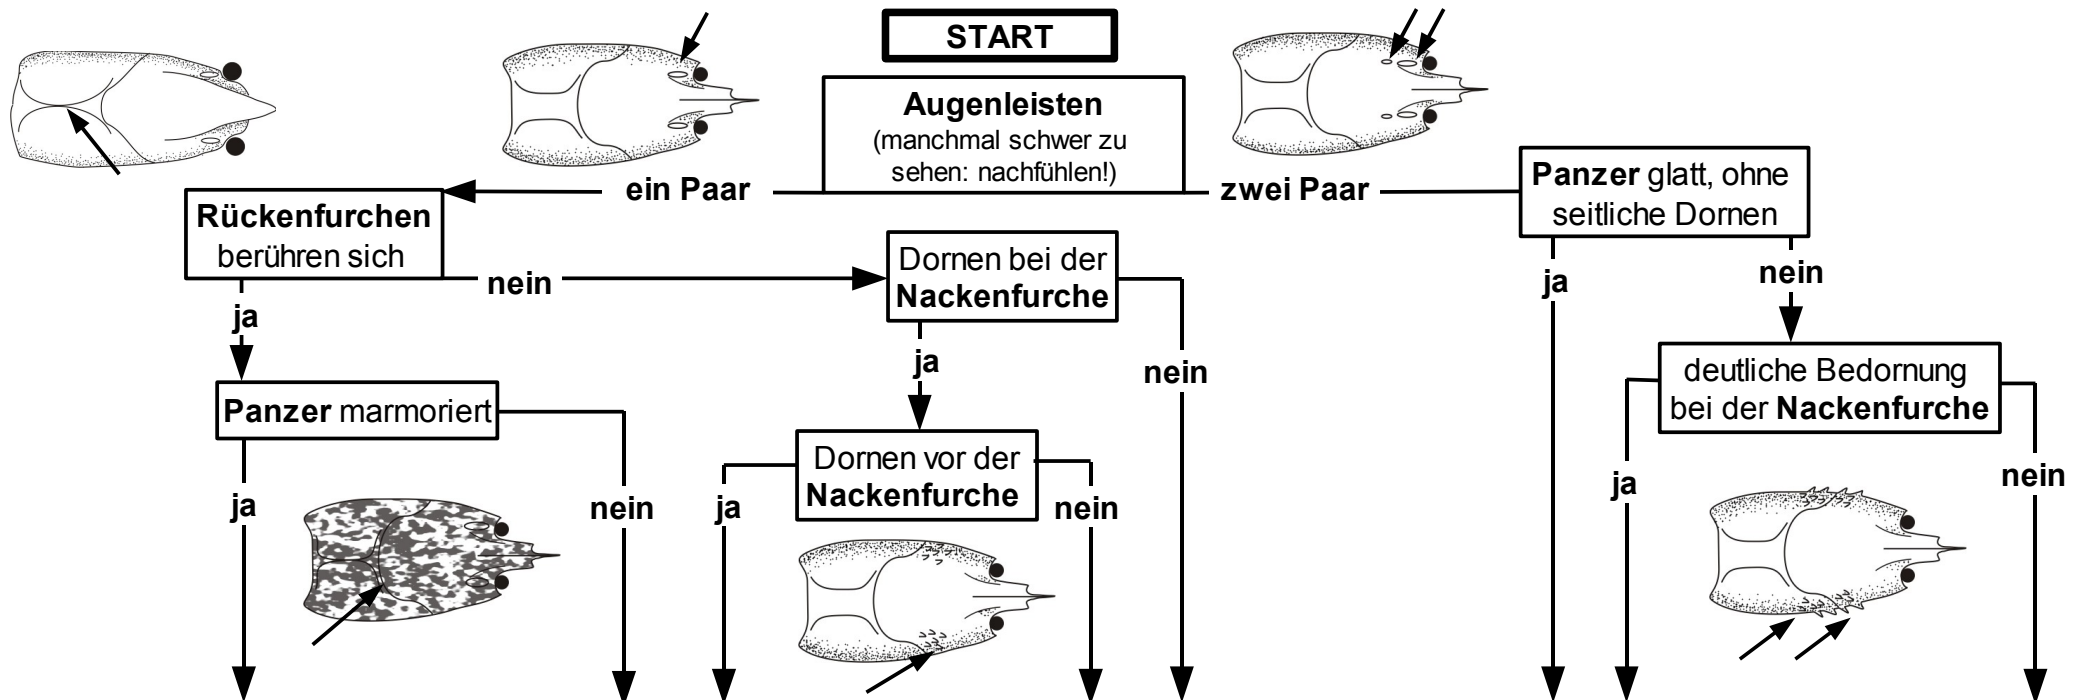 START
Augenleisten
(manchmal schwer zu
sehen: nachfühlen!)
ein Paar
zwei Paar
Panzer glatt, ohne
seitliche Dornen
Rückenfurchen
berühren sich
nein
Dornen bei der
Nackenfurche
ja
nein
ja
ja
nein
deutliche Bedornung
bei der Nackenfurche
Panzer marmoriert
Dornen vor der
Nackenfurche
ja
nein
ja
nein
ja
nein